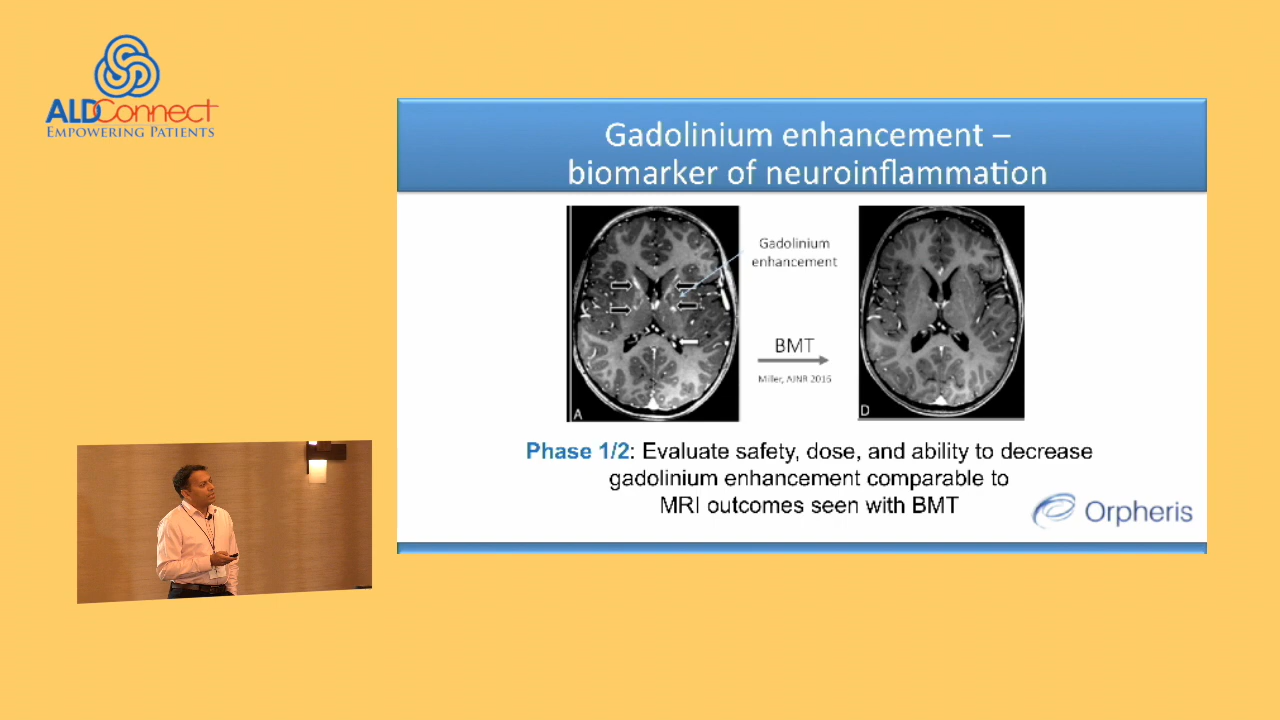 ALDConnect
EMPOWERING PATIENTS
Gadolinium enhancement –
biomarker of neuroinflammation
Gadolinium
enhancement
BMT
Miller, AJNR 2016
A
D
Phase 1/2: Evaluate safety, dose, and ability to decrease
gadolinium enhancement comparable to
MRI outcomes seen with BMT
Orpheris